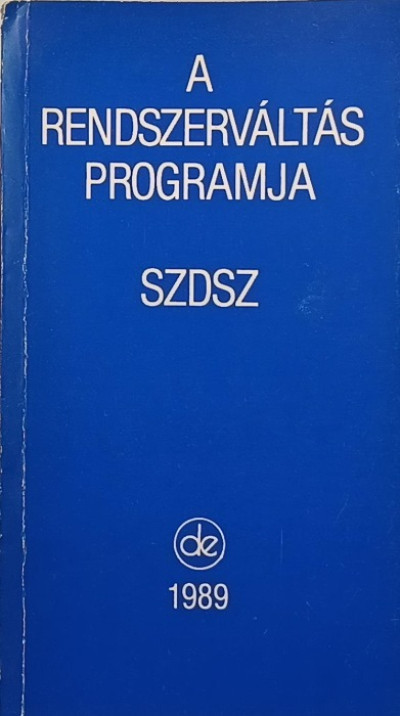 A
RENDSZERVÁLTÁS
PROGRAMJA
SZDSZ
de
1989